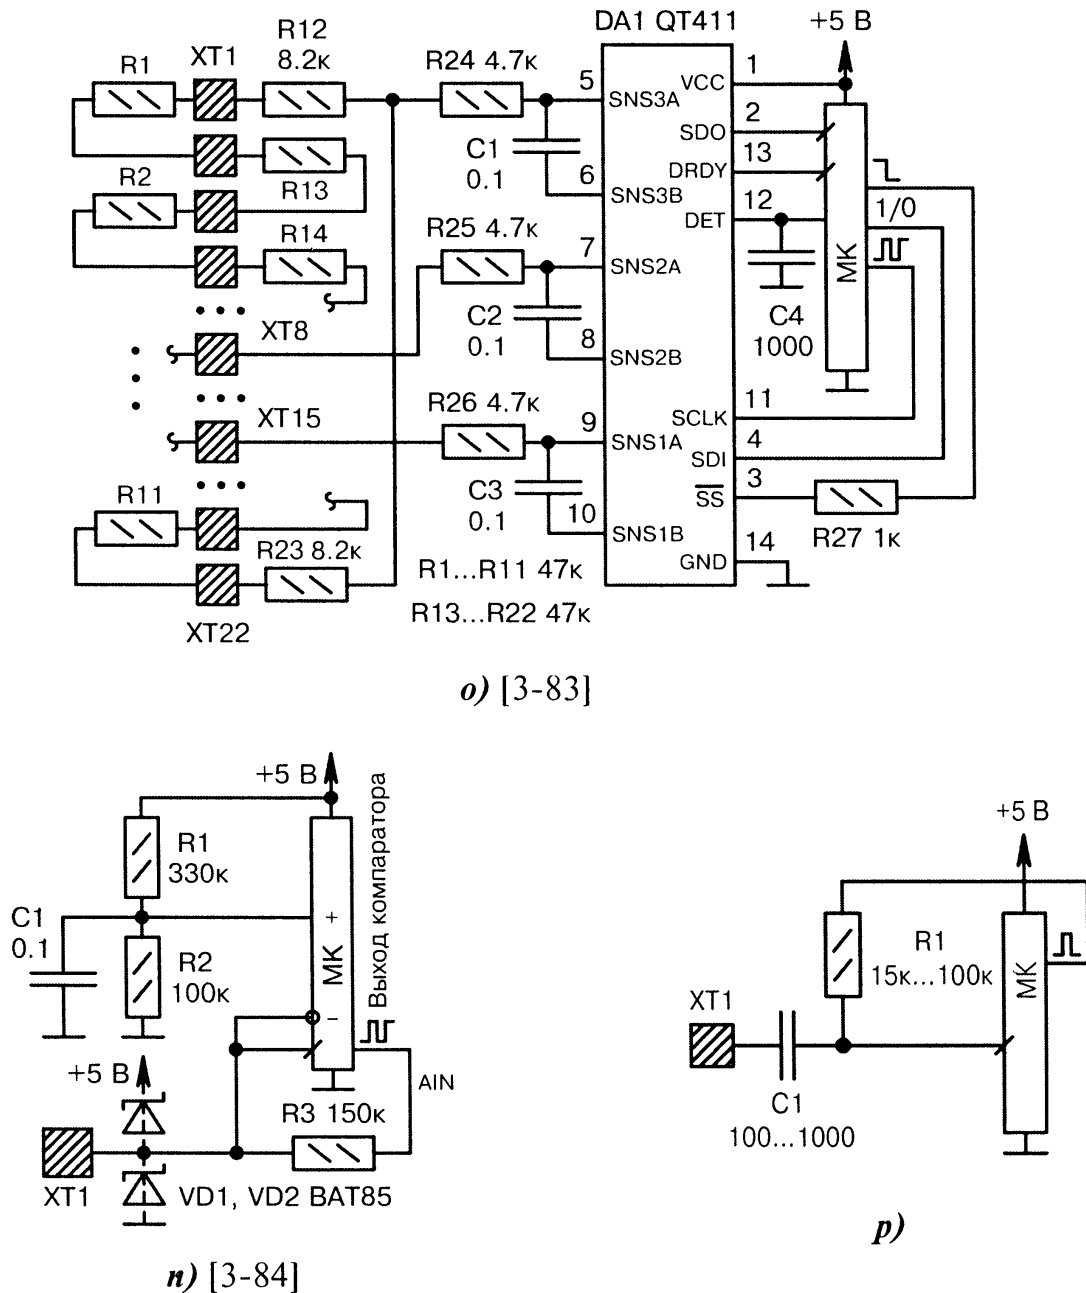 DA1 QT411
+5 В
R12
8.2к
XT1
R1
R24 4.7к
5
SNS3A
1
VCC
2
SDO
C1
0.1
13
DRDY
R2
R13
6
SNS3B
12
DET
1/0
R14
R25 4.7к
7
SNS2A
МК
C4
1000
XT8
C2
0.1
8
SNS2B
XT15
R26 4.7к
9
SNS1A
11
SCLK
4
SDI
3
SS
R11
C3
0.1
10
SNS1B
R27 1к
R23 8.2к
14
GND
R1...R11 47к
R13...R22 47к
XT22
о) [3-83]
+5 В
R1
330к
C1
0.1
+
МК
Выход компаратора
R2
100к
–
+5 В
AIN
R3 150к
XT1
VD1, VD2 BAT85
п) [3-84]
+5 В
R1
15к...100к
МК
XT1
C1
100...1000
р)